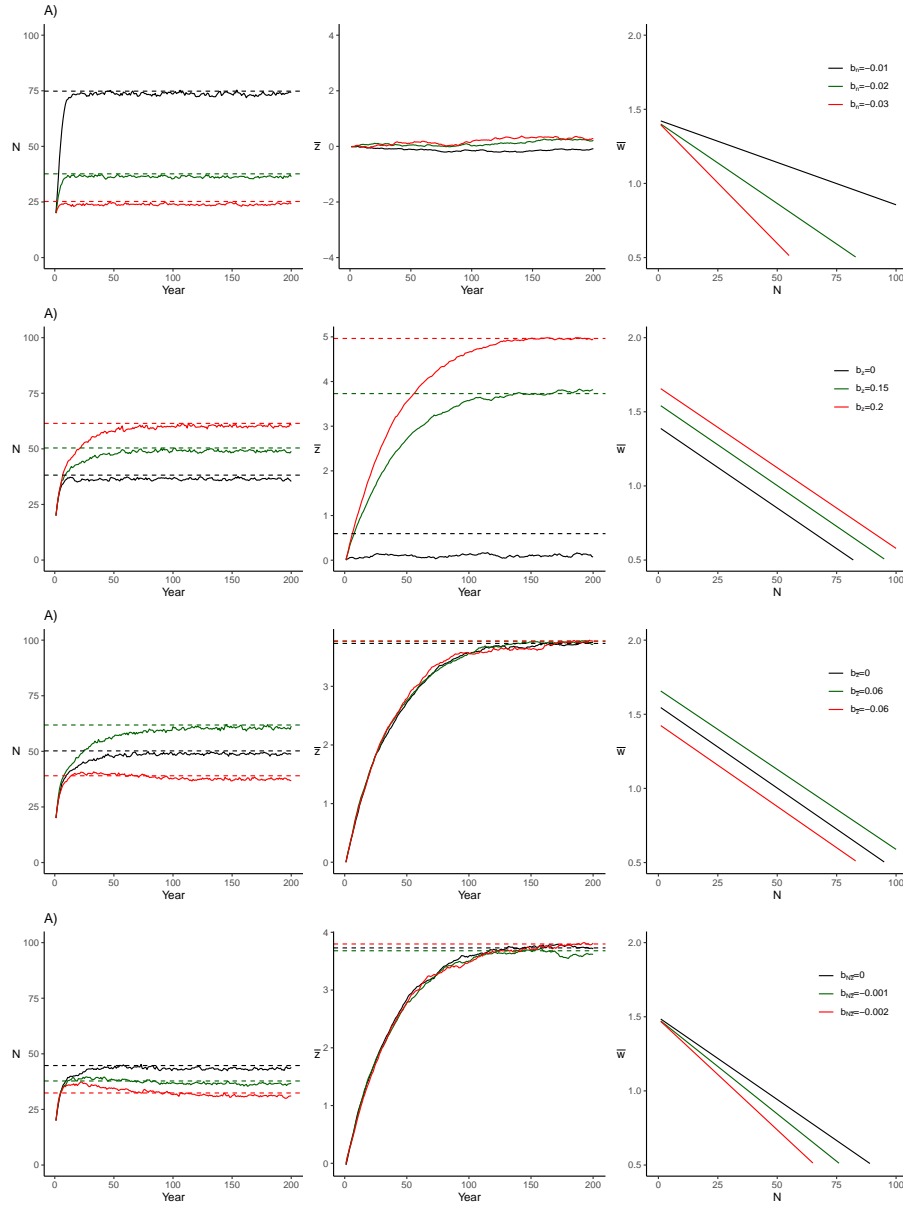 A)
100
75
50
25
0
N
0
50
100
150
200
Year
4
2
0
−2
−4
z̅
0
50
100
150
200
Year
2.0
1.5
1.0
0.5
w̅
0
25
50
75
100
N
bₙ=−0.01
bₙ=−0.02
bₙ=−0.03
A)
100
75
50
25
0
N
0
50
100
150
200
Year
5
4
3
2
1
0
z̅
0
50
100
150
200
Year
2.0
1.5
1.0
0.5
w̅
0
25
50
75
100
N
b_z=0
b_z=0.15
b_z=0.2
A)
100
75
50
25
0
N
0
50
100
150
200
Year
3
2
1
0
z̅
0
50
100
150
200
Year
2.0
1.5
1.0
0.5
w̅
0
25
50
75
100
N
b_z̅=0
b_z̅=0.06
b_z̅=−0.06
A)
100
75
50
25
0
N
0
50
100
150
200
Year
4
3
2
1
0
z̅
0
50
100
150
200
Year
2.0
1.5
1.0
0.5
w̅
0
25
50
75
100
N
b_Nz̅=0
b_Nz̅=−0.001
b_Nz̅=−0.002